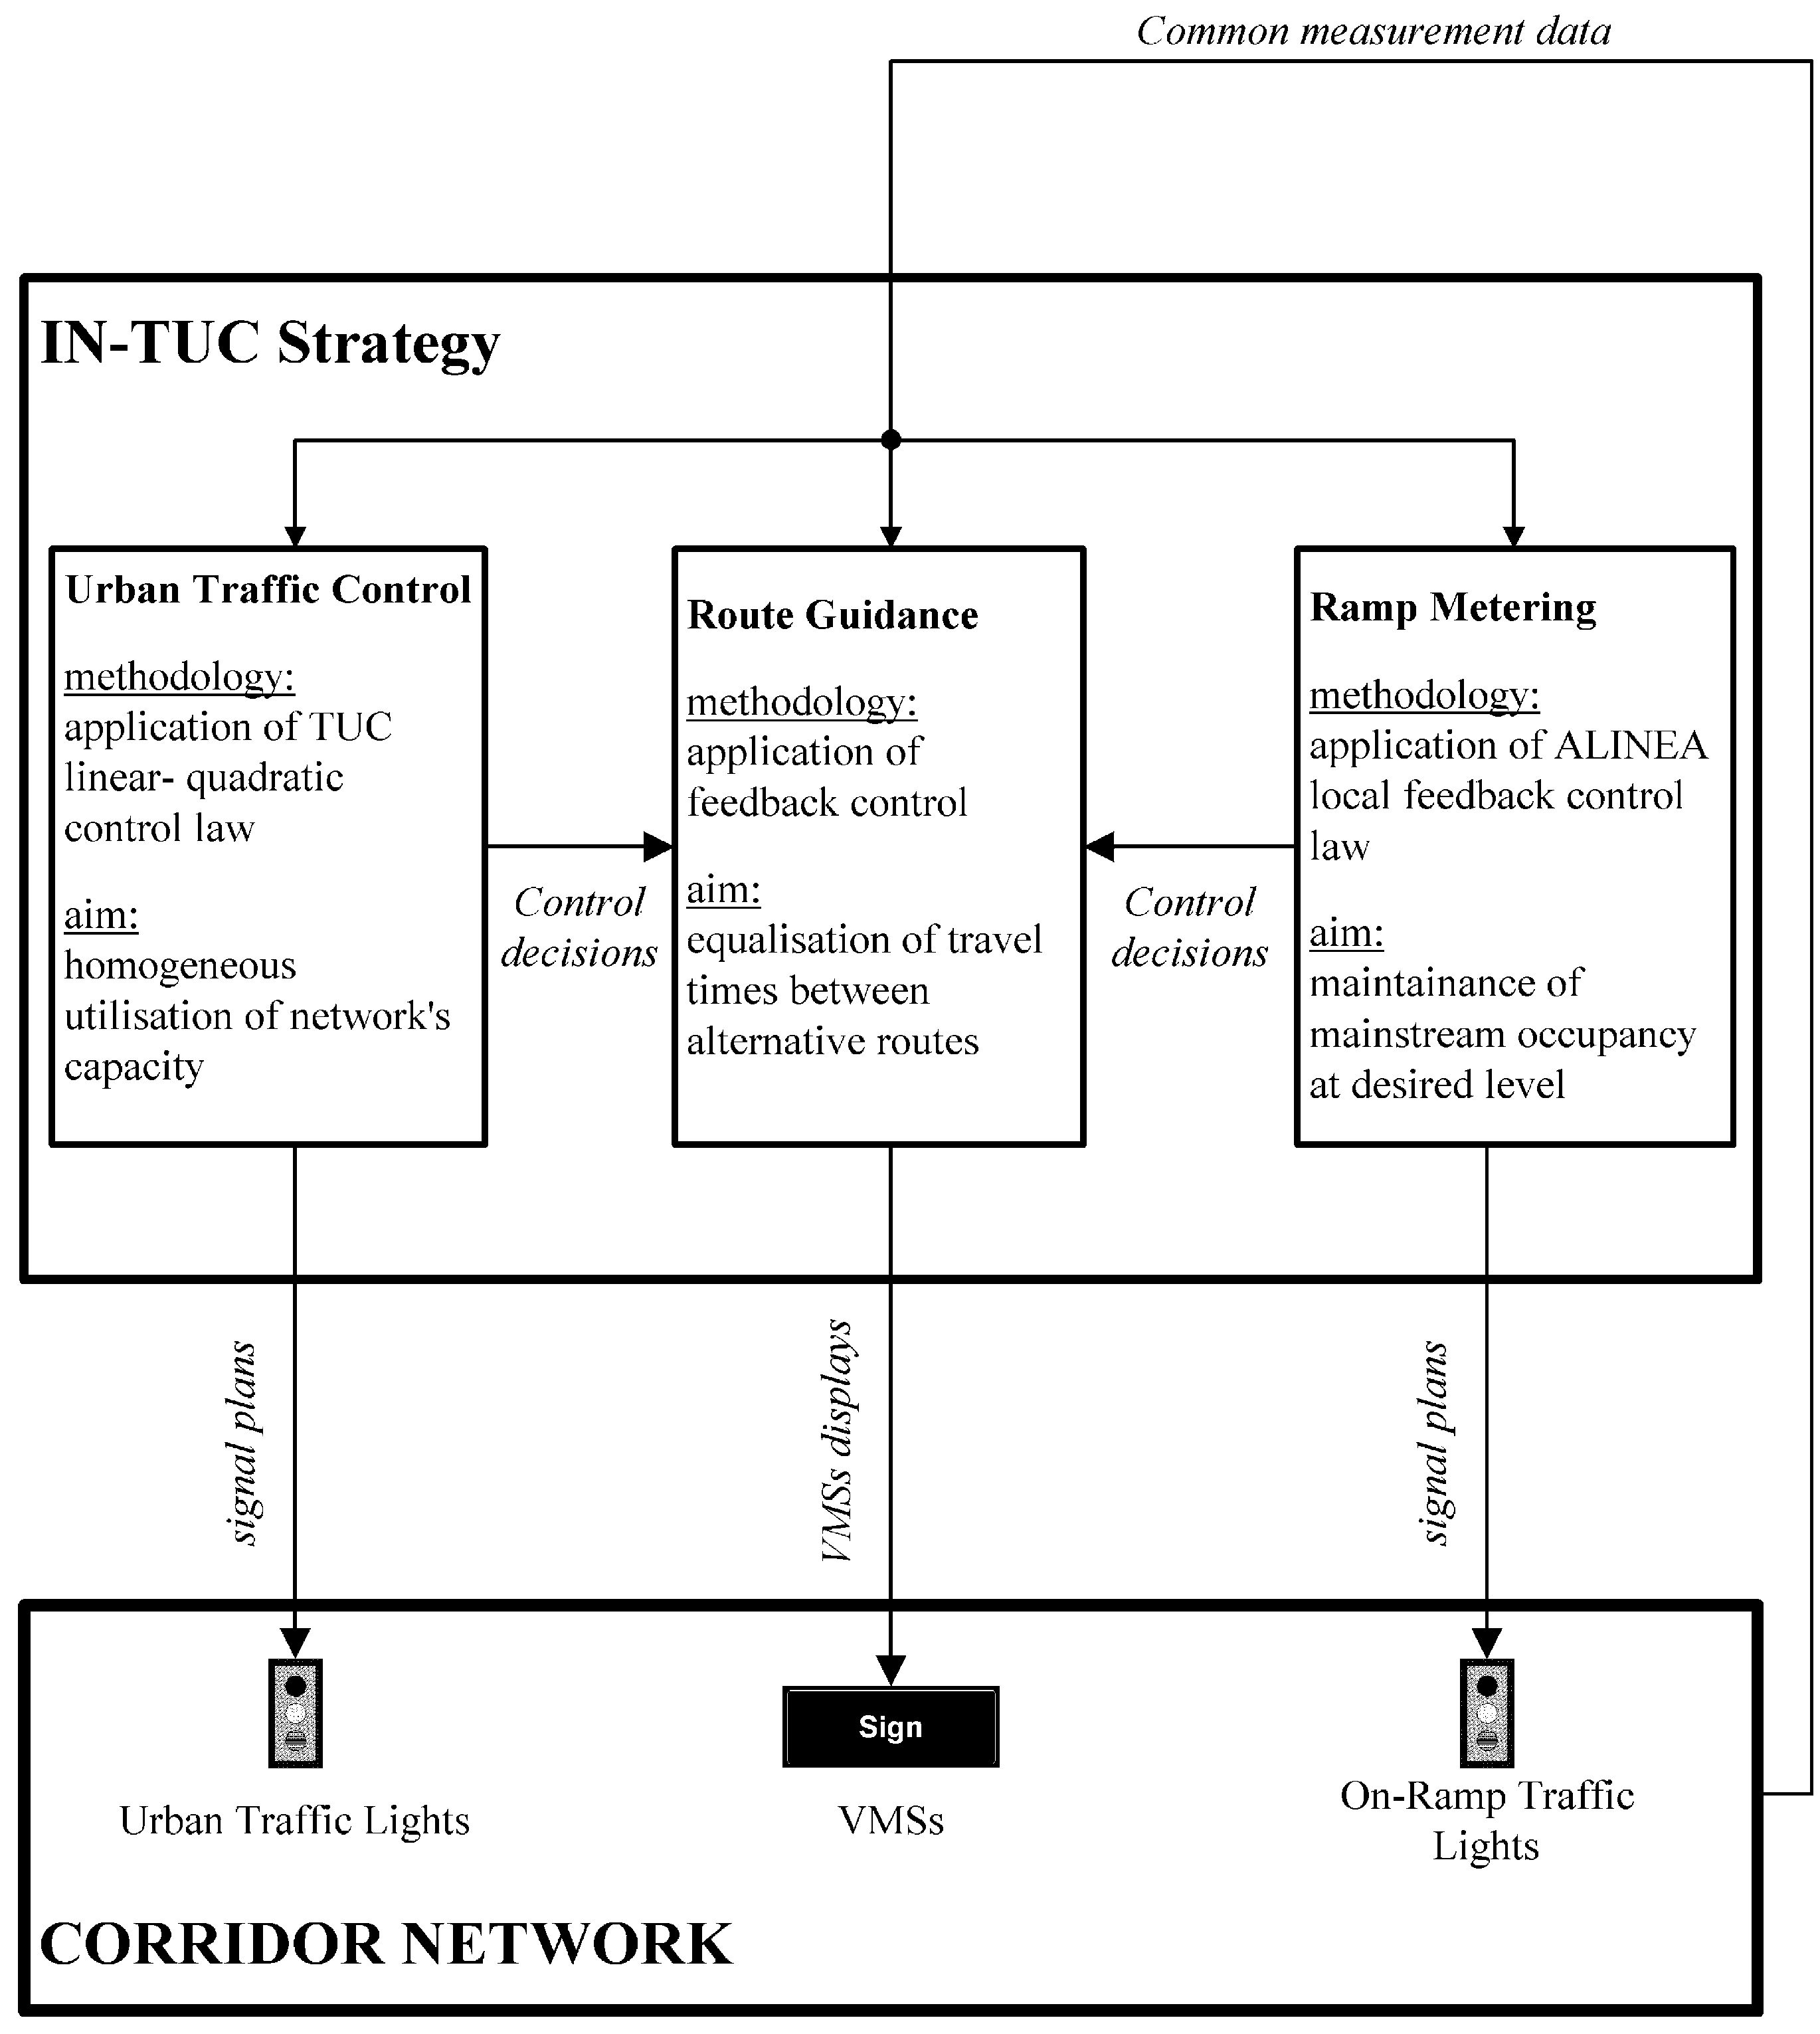 Common measurement data
IN-TUC Strategy
Urban Traffic Control
methodology:
application of TUC
linear- quadratic
control law
aim:
homogeneous
utilisation of network's
capacity
Control
decisions
Route Guidance
methodology:
application of
feedback control
aim:
equalisation of travel
times between
alternative routes
Control
decisions
Ramp Metering
methodology:
application of ALINEA
local feedback control
law
aim:
maintainance of
mainstream occupancy
at desired level
signal plans
VMSs displays
signal plans
Sign
Urban Traffic Lights
VMSs
On-Ramp Traffic
Lights
CORRIDOR NETWORK